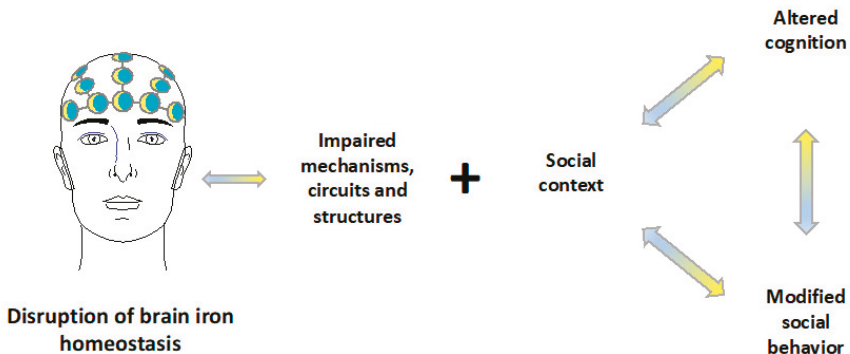 Disruption of brain iron
homeostasis
Impaired
mechanisms,
circuits and
structures
+
Social
context
Altered
cognition
Modified
social
behavior